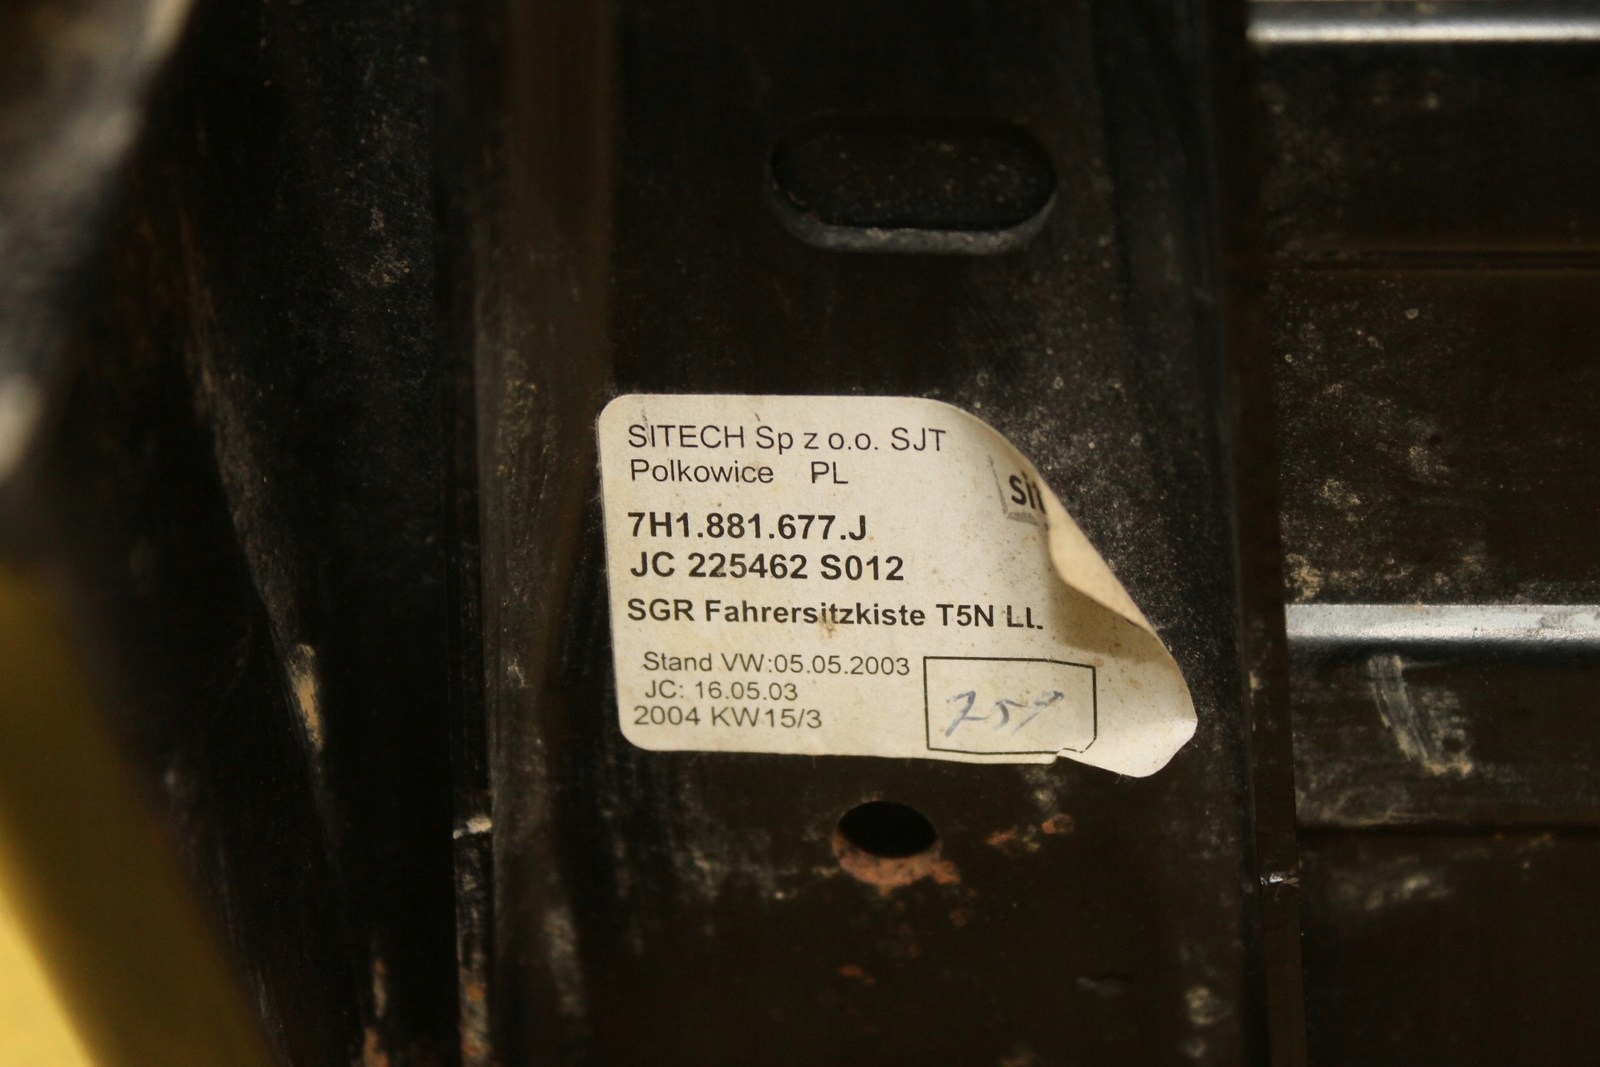 SITECH Sp z o.o. SJT
Polkowice PL
sit
7H1.881.677.J
JC 225462 S012
SGR Fahrersitzkiste T5N LL
Stand VW:05.05.2003
JC: 16.05.03
2004 KW15/3